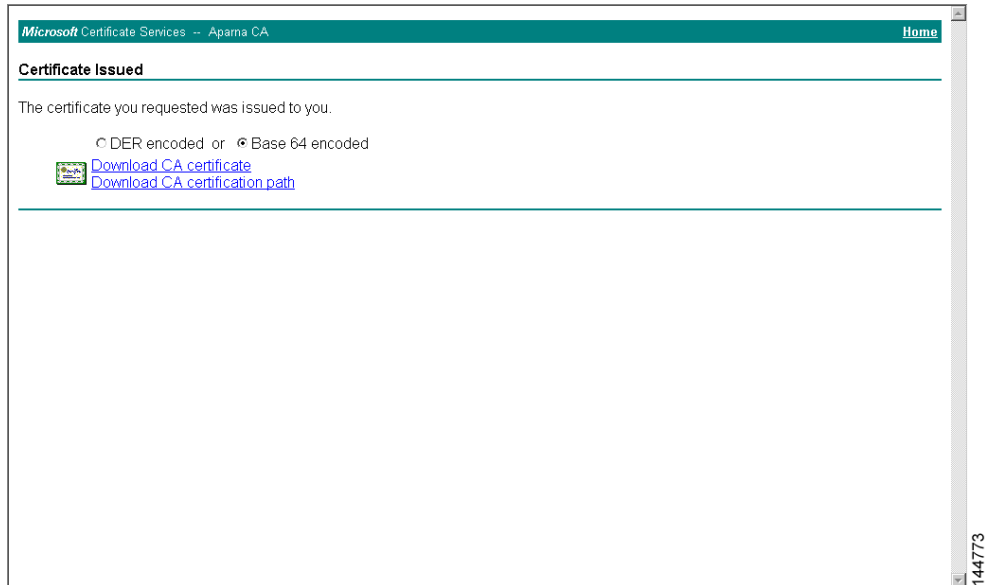 Microsoft Certificate Services -- Aparna CA Home
Certificate Issued
The certificate you requested was issued to you.
DER encoded or Base 64 encoded
Download CA certificate
Download CA certification path
144773